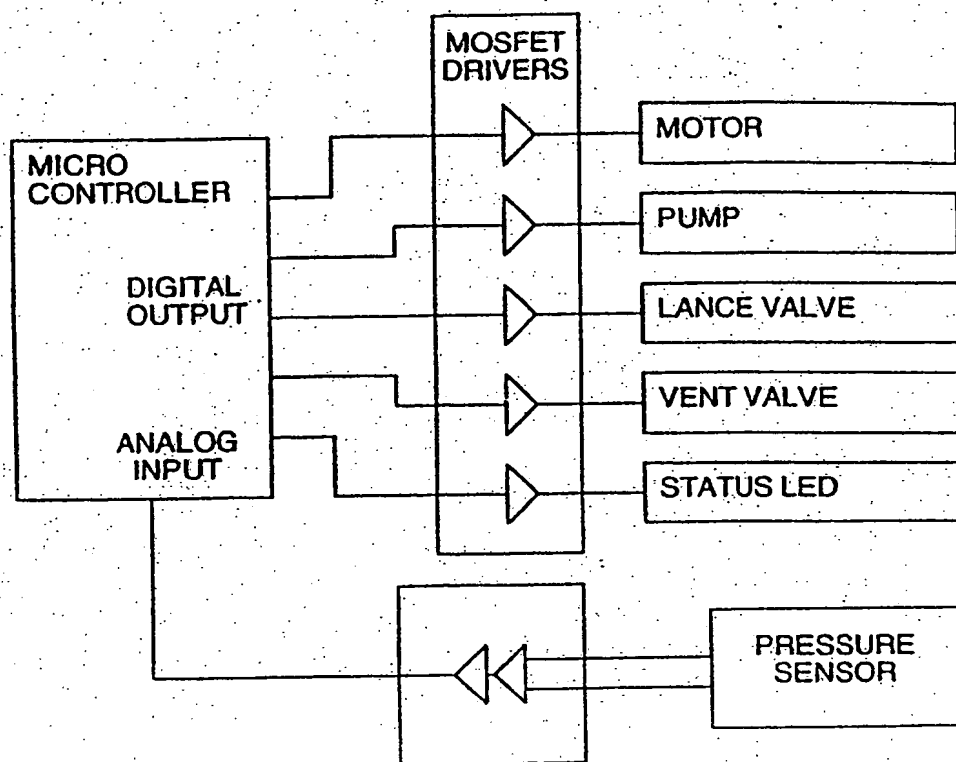 MOSFET
DRIVERS
MICRO
CONTROLLER
DIGITAL
OUTPUT
ANALOG
INPUT
MOTOR
PUMP
LANCE VALVE
VENT VALVE
STATUS LED
PRESSURE
SENSOR